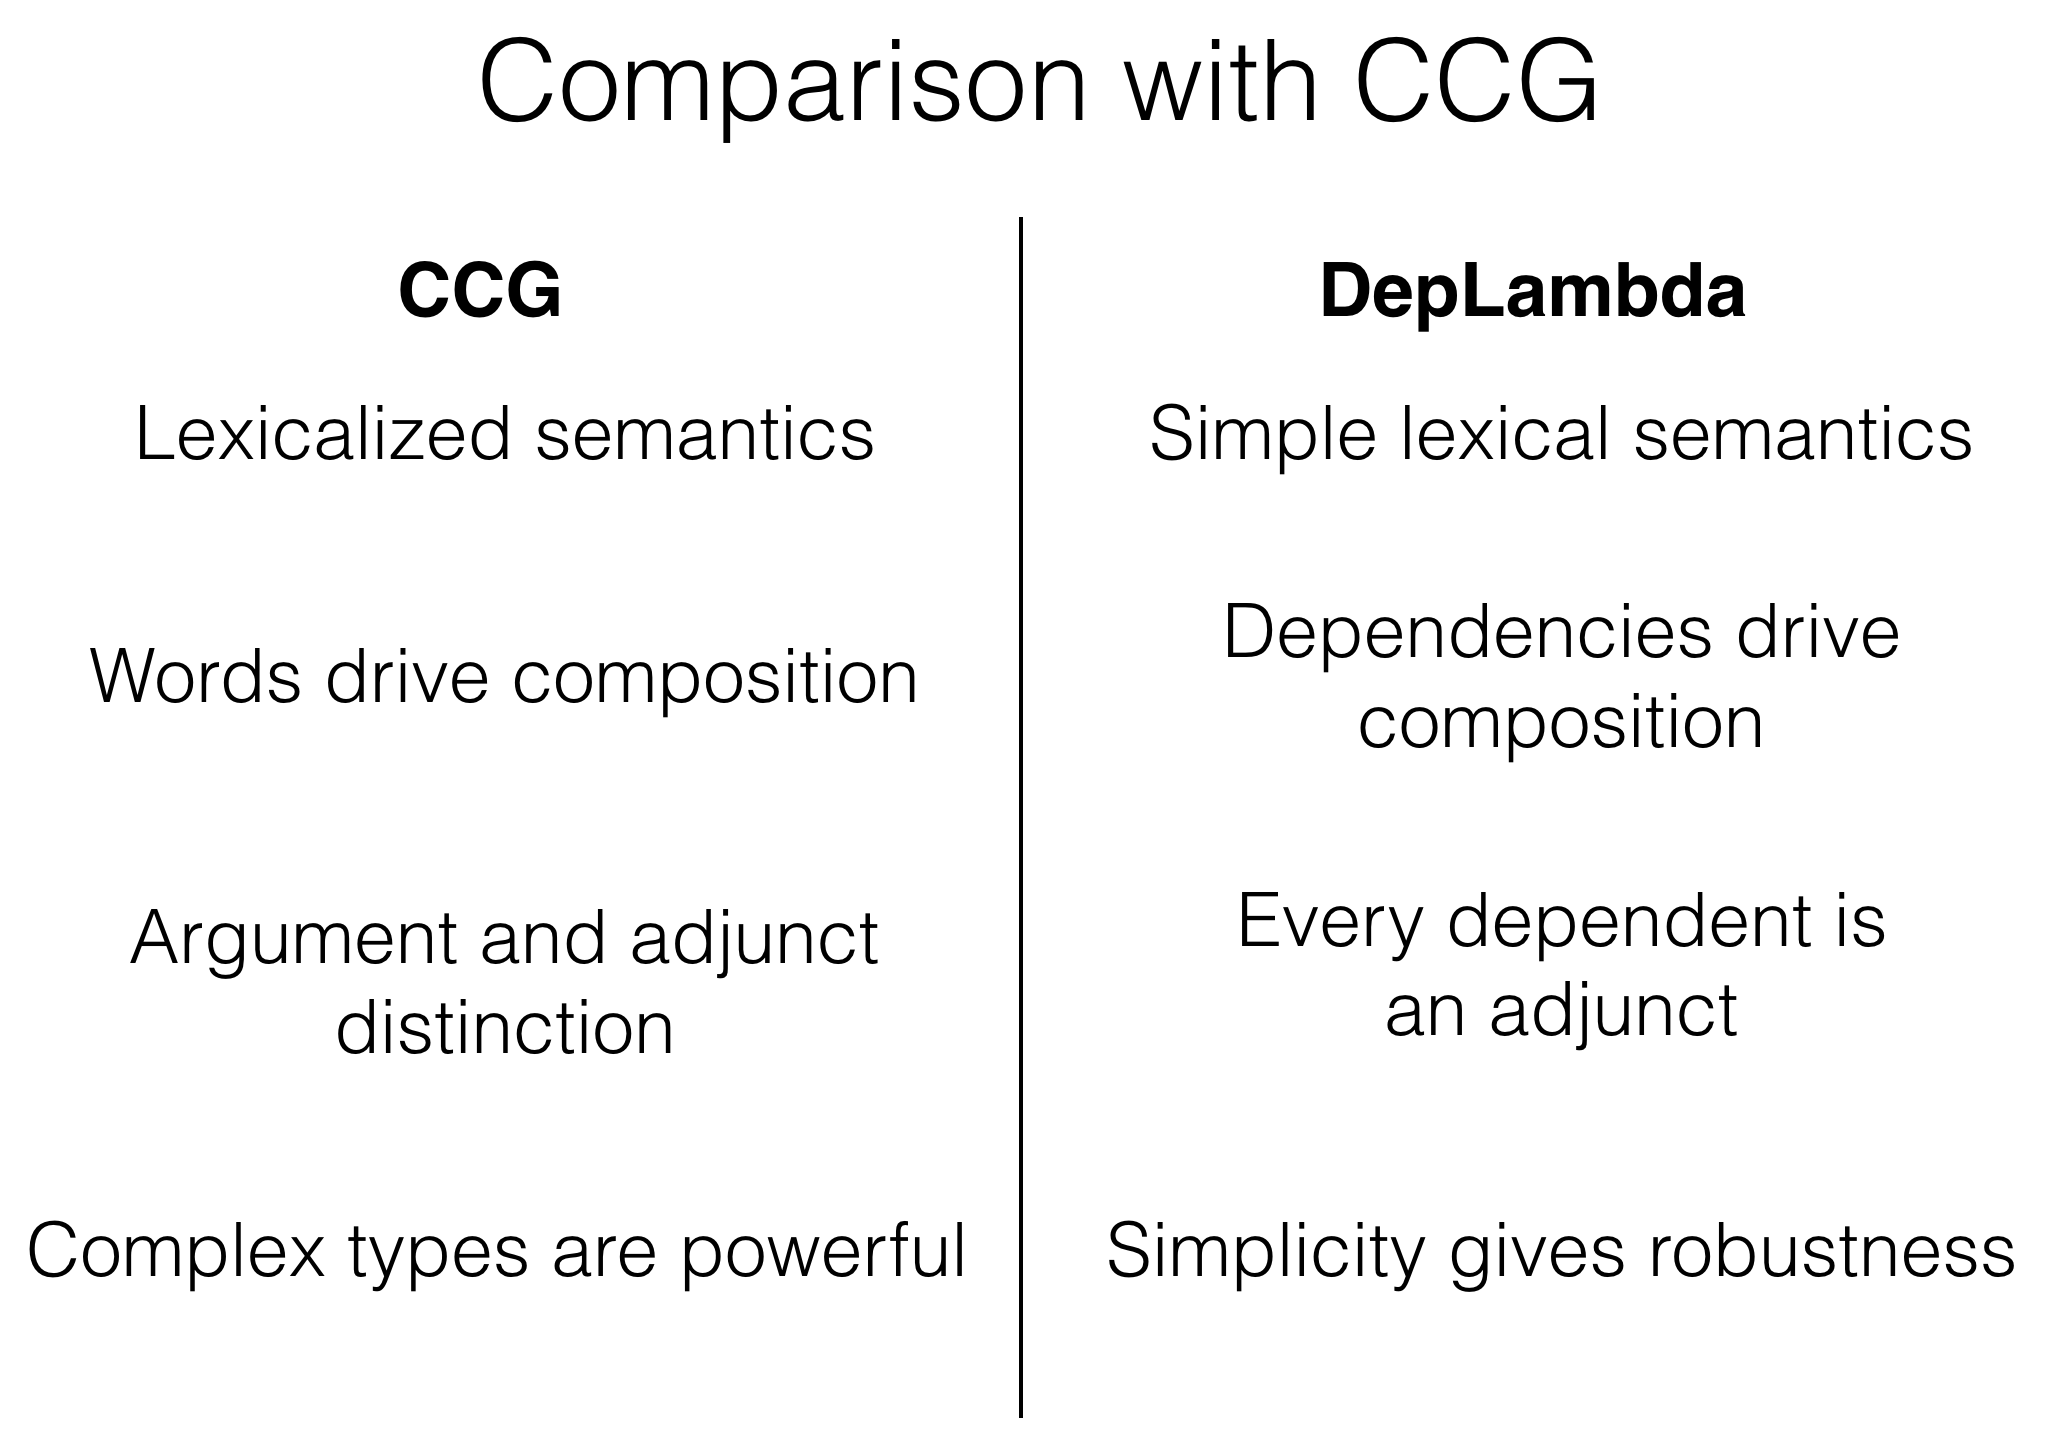 Comparison with CCG
CCG
Lexicalized semantics
Words drive composition
Argument and adjunct
distinction
Complex types are powerful
DepLambda
Simple lexical semantics
Dependencies drive
composition
Every dependent is
an adjunct
Simplicity gives robustness